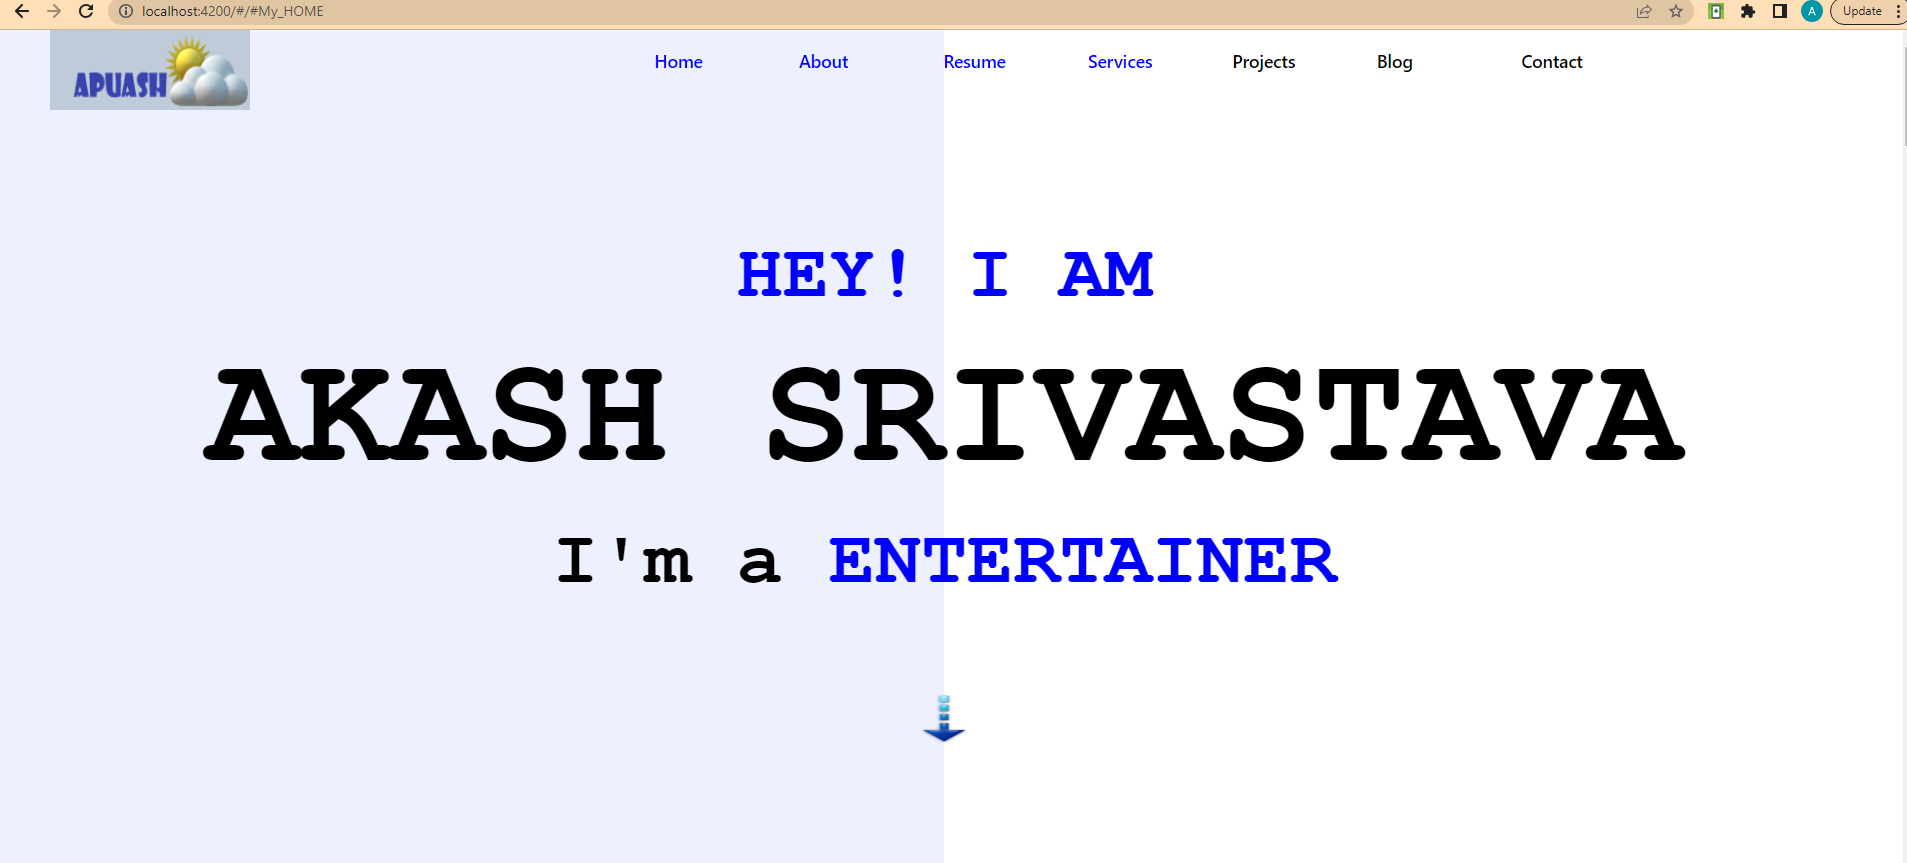 localhost:4200/#/#My_HOME
A
Update
APUASH
Home About Resume Services Projects Blog Contact
HEY! I AM
AKASH SRIVASTAVA
I'm a ENTERTAINER